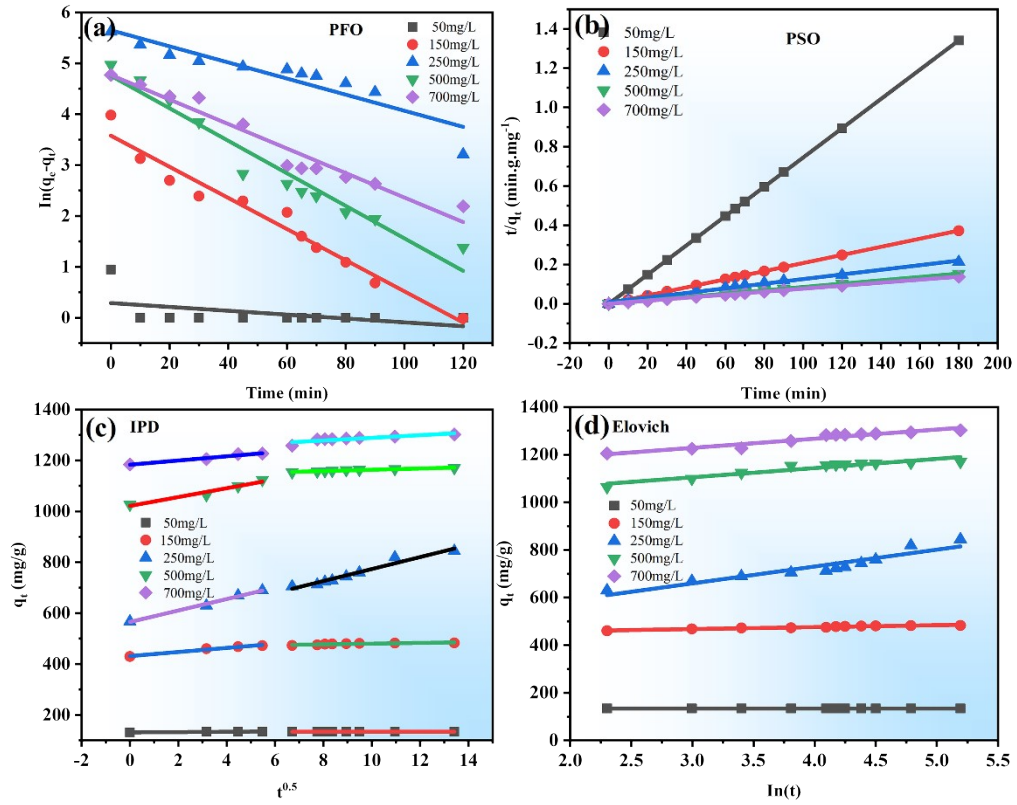 (a)
PFO
50mg/L
150mg/L
250mg/L
500mg/L
700mg/L
6
5
4
3
2
1
0
ln(qe-qt)
0
20
40
60
80
100
120
Time (min)
(b)
PSO
50mg/L
150mg/L
250mg/L
500mg/L
700mg/L
1.4
1.2
1.0
0.8
0.6
0.4
0.2
0.0
-0.2
t/qt (min.g.mg-1)
-20
0
20
40
60
80
100
120
140
160
180
200
Time (min)
(c)
IPD
50mg/L
150mg/L
250mg/L
500mg/L
700mg/L
1400
1200
1000
800
600
400
200
qt (mg/g)
-2
0
2
4
6
8
10
12
14
t0.5
(d)
Elovich
50mg/L
150mg/L
250mg/L
500mg/L
700mg/L
1400
1200
1000
800
600
400
200
0
qt (mg/g)
2.0
2.5
3.0
3.5
4.0
4.5
5.0
5.5
In(t)